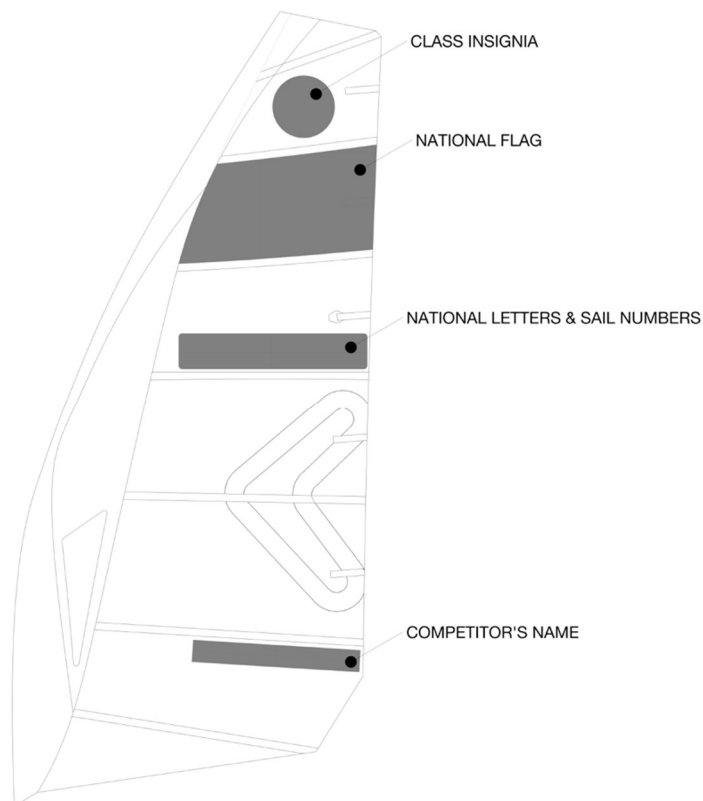 CLASS INSIGNIA
NATIONAL FLAG
NATIONAL LETTERS & SAIL NUMBERS
COMPETITOR'S NAME